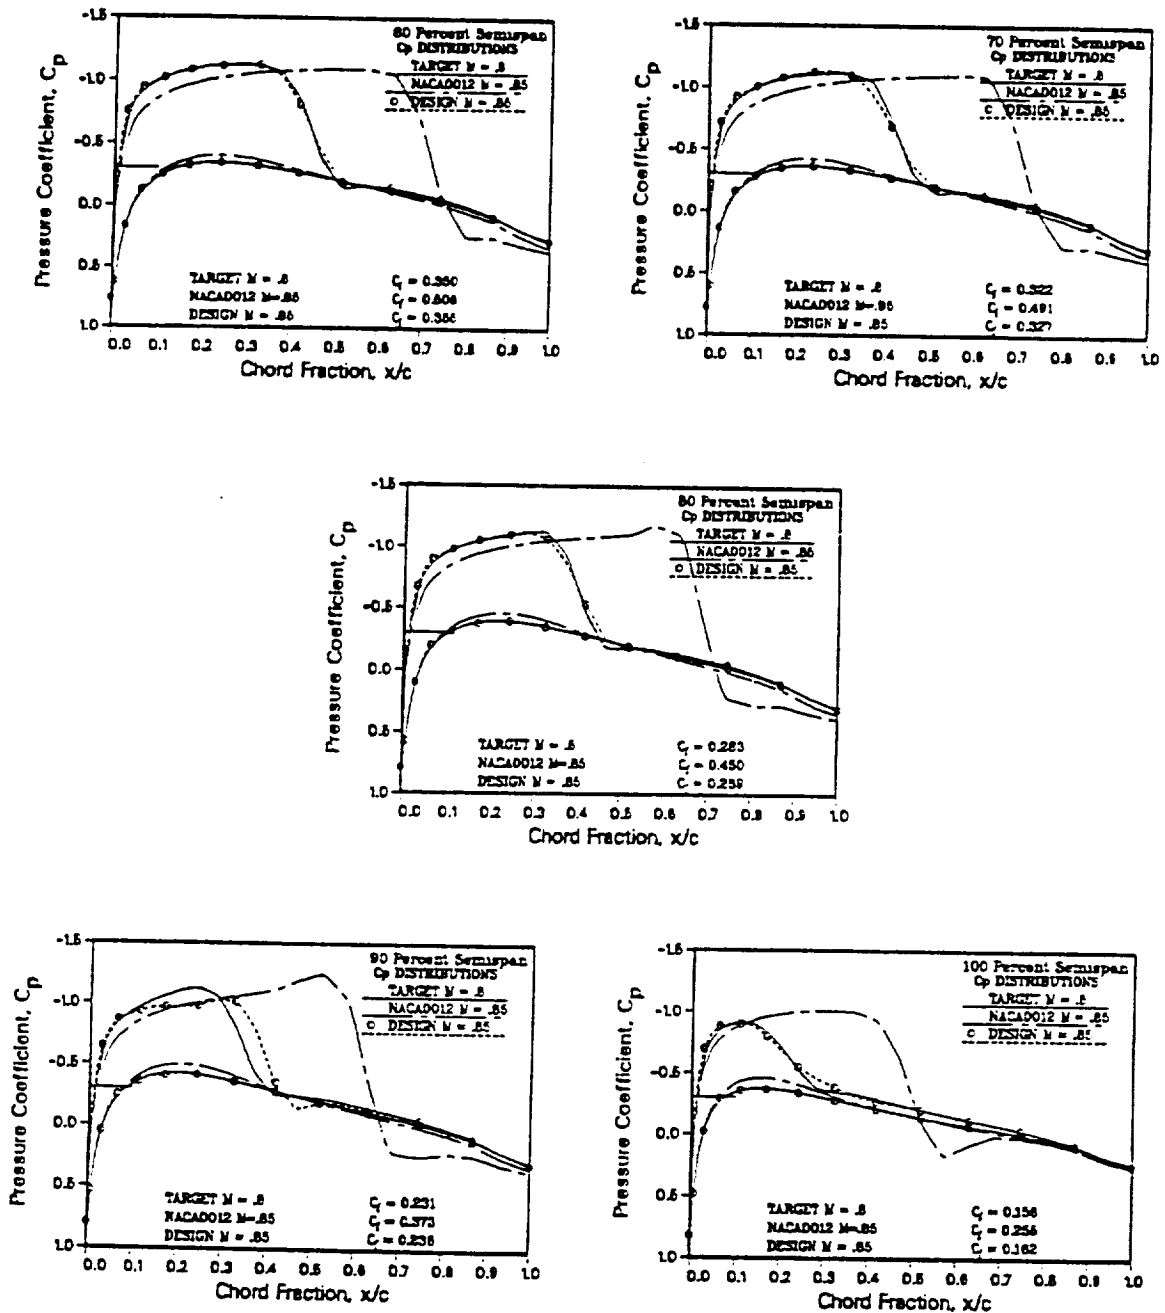 60 Percent Semispan
Cp DISTRIBUTIONS
TARGET M = .8
NACA0012 M = .85
DESIGN M = .85
Pressure Coefficient, Cp
-1.5
-1.0
-0.5
0.0
0.5
1.0
TARGET M = .8
NACA0012 M=.85
DESIGN M = .85
= 0.360
= 0.506
0.0 0.1 0.2 0.3 0.4 0.5 0.6 0.7 0.8 0.9 1.0
Chord Fraction, x/c
70 Percent Semispan
Cp DISTRIBUTIONS
TARGET M = .8
NACA0012 M = .85
DESIGN M = .85
Pressure Coefficient, Cp
-1.5
-1.0
-0.5
0.0
0.5
1.0
TARGET M = .8
NACA0012
DESIGN M = .85
= 0.322
= 0.491
= 0.327
0.0 0.1 0.2 0.3 0.4 0.5 0.6 0.7 0.8 0.9 1.0
Chord Fraction, x/c
80 Percent Semispan
Cp DISTRIBUTIONS
TARGET M = .8
NACA0012 M = .85
DESIGN M = .85
Pressure Coefficient, Cp
-1.5
-1.0
-0.5
0.0
0.5
1.0
TARGET M = .8
NACA0012 M=.85
DESIGN M = .85
= 0.283
= 0.450
0.0 0.1 0.2 0.3 0.4 0.5 0.6 0.7 0.8 0.9 1.0
Chord Fraction, x/c
90 Percent Semispan
Cp DISTRIBUTIONS
TARGET M = .8
NACA0012 M = .85
DESIGN M = .85
Pressure Coefficient, Cp
-1.5
-1.0
-0.5
0.0
0.5
1.0
TARGET M = .8
NACA0012 M=.85
DESIGN M = .85
= 0.231
= 0.373
0.0 0.1 0.2 0.3 0.4 0.5 0.6 0.7 0.8 0.9 1.0
Chord Fraction, x/c
100 Percent Semispan
Cp DISTRIBUTIONS
TARGET M = .8
NACA0012 M = .85
DESIGN M = .85
Pressure Coefficient, Cp
-1.5
-1.0
-0.5
0.0
0.5
1.0
TARGET M = .8
NACA0012 M=.85
DESIGN M = .85
= 0.162
0.0 0.1 0.2 0.3 0.4 0.5 0.6 0.7 0.8 0.9 1.0
Chord Fraction, x/c